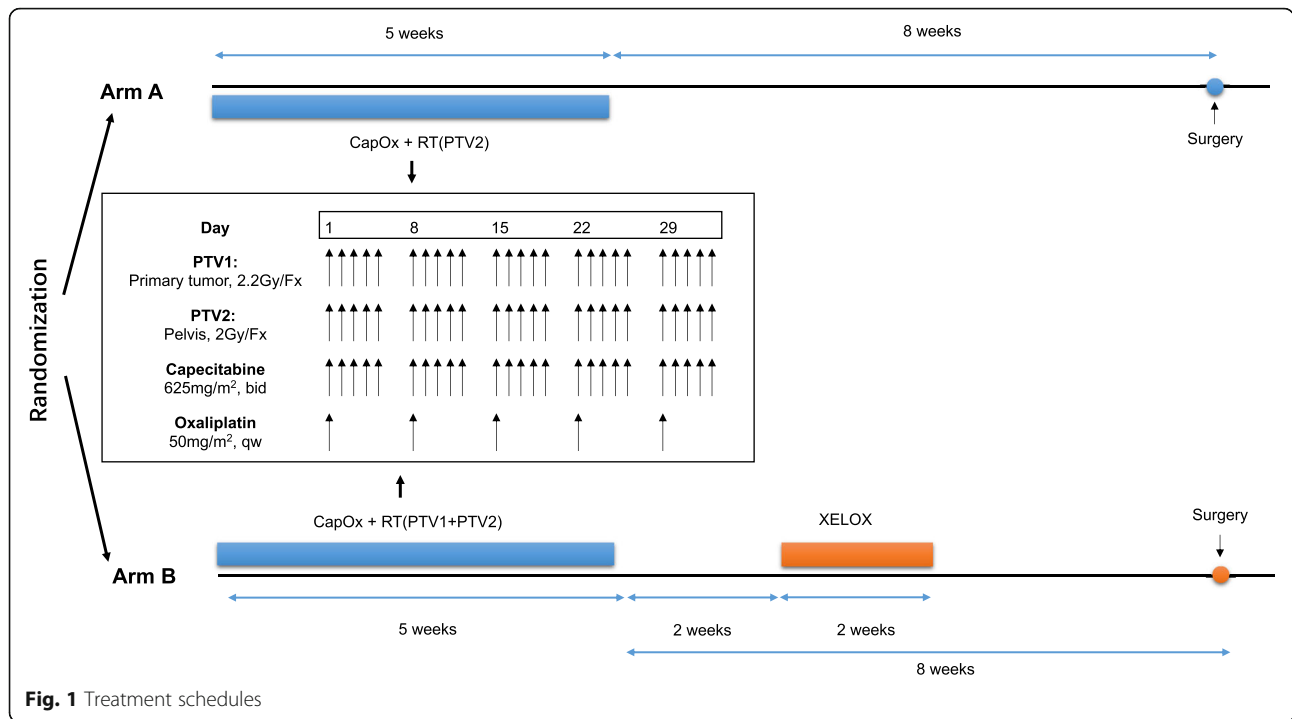 5 weeks
8 weeks
Arm A
CapOx + RT(PTV2)
Surgery
Randomization
Day
1 8 15 22 29
PTV1:
Primary tumor, 2.2Gy/Fx
PTV2:
Pelvis, 2Gy/Fx
Capecitabine
625mg/m², bid
Oxaliplatin
50mg/m², qw
CapOx + RT(PTV1+PTV2)
XELOX
Surgery
Arm B
5 weeks
2 weeks
2 weeks
8 weeks
Fig. 1 Treatment schedules